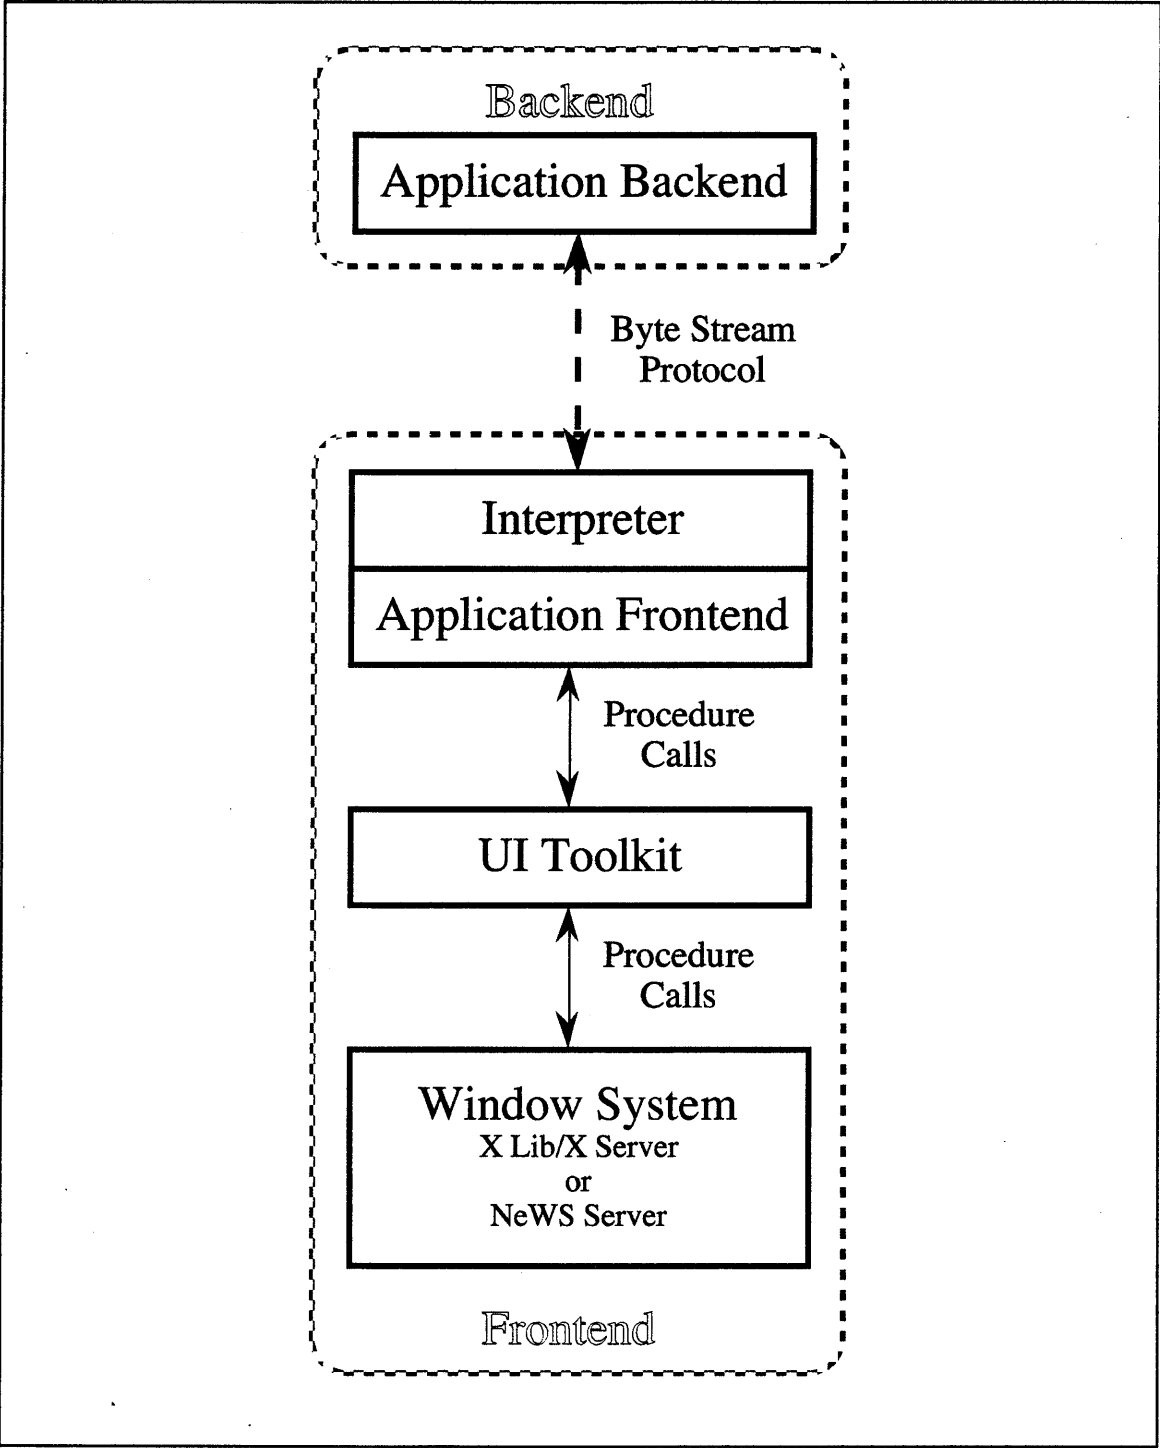 Backend
Application Backend
Byte Stream
Protocol
Interpreter
Application Frontend
Procedure
Calls
UI Toolkit
Procedure
Calls
Window System
X Lib/X Server
or
NeWS Server
Frontend